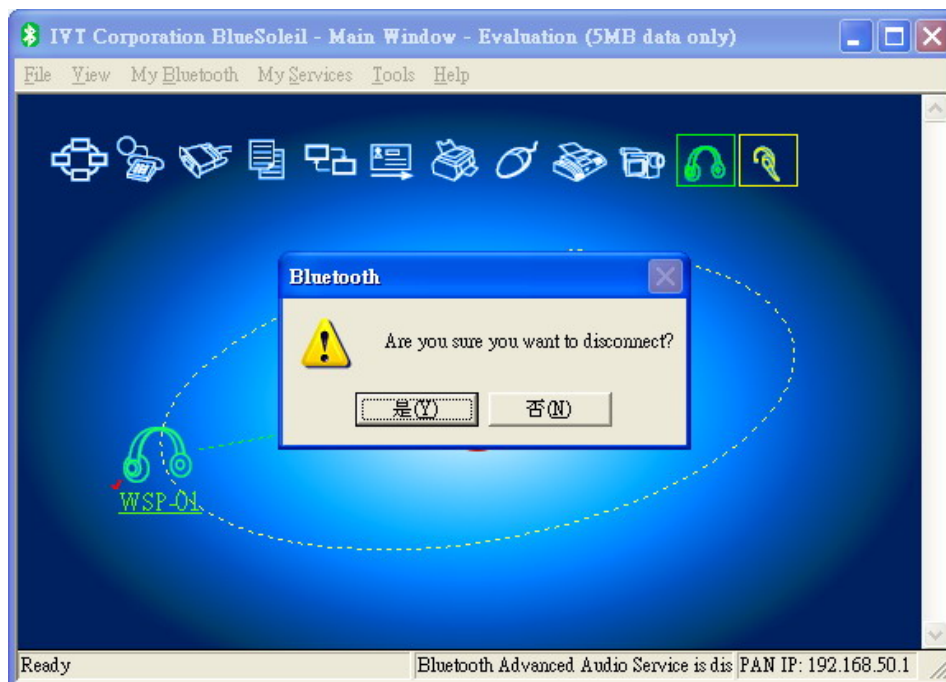 IVT Corporation BlueSoleil - Main Window - Evaluation (5MB data only)
File View My Bluetooth My Services Tools Help
Bluetooth
Are you sure you want to disconnect?
是(Y) 否(N)
WSP-01
Ready Bluetooth Advanced Audio Service is dis PAN IP: 192.168.50.1